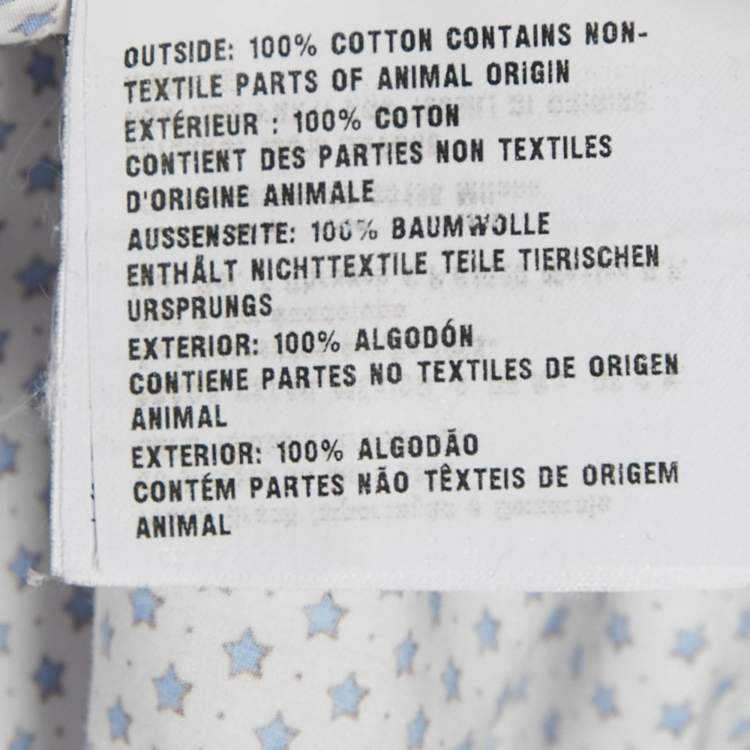 OUTSIDE: 100% COTTON CONTAINS NON-
TEXTILE PARTS OF ANIMAL ORIGIN
EXTÉRIEUR : 100% COTON
CONTIENT DES PARTIES NON TEXTILES
D'ORIGINE ANIMALE
AUSSENSEITE: 100% BAUMWOLLE
ENTHÄLT NICHTTEXTILE TEILE TIERISCHEN
URSPRUNGS
EXTERIOR: 100% ALGODÓN
CONTIENE PARTES NO TEXTILES DE ORIGEN
ANIMAL
EXTERIOR: 100% ALGODÃO
CONTÉM PARTES NÃO TÊXTEIS DE ORIGEM
ANIMAL